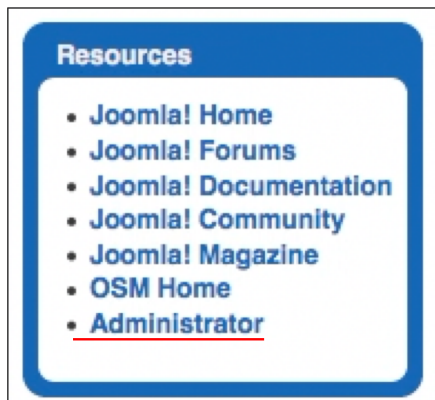 Resources
Joomla! Home
Joomla! Forums
Joomla! Documentation
Joomla! Community
Joomla! Magazine
OSM Home
Administrator